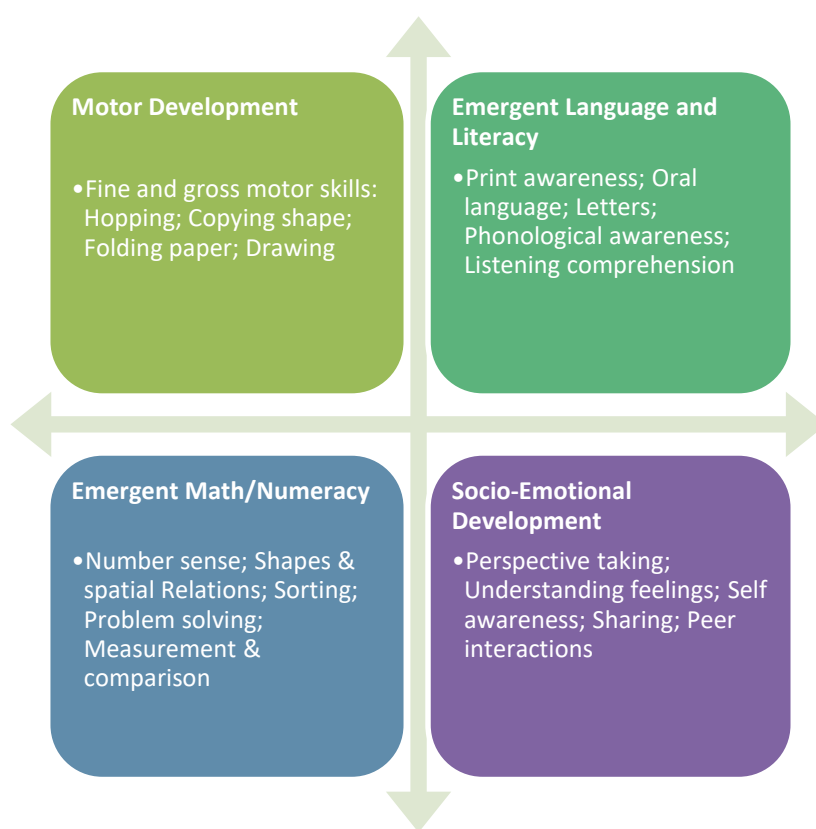 Motor Development
•Fine and gross motor skills:
Hopping; Copying shape;
Folding paper; Drawing
Emergent Language and
Literacy
•Print awareness; Oral
language; Letters;
Phonological awareness;
Listening comprehension
Emergent Math/Numeracy
•Number sense; Shapes &
spatial Relations; Sorting;
Problem solving;
Measurement &
comparison
Socio-Emotional
Development
•Perspective taking;
Understanding feelings; Self
awareness; Sharing; Peer
interactions